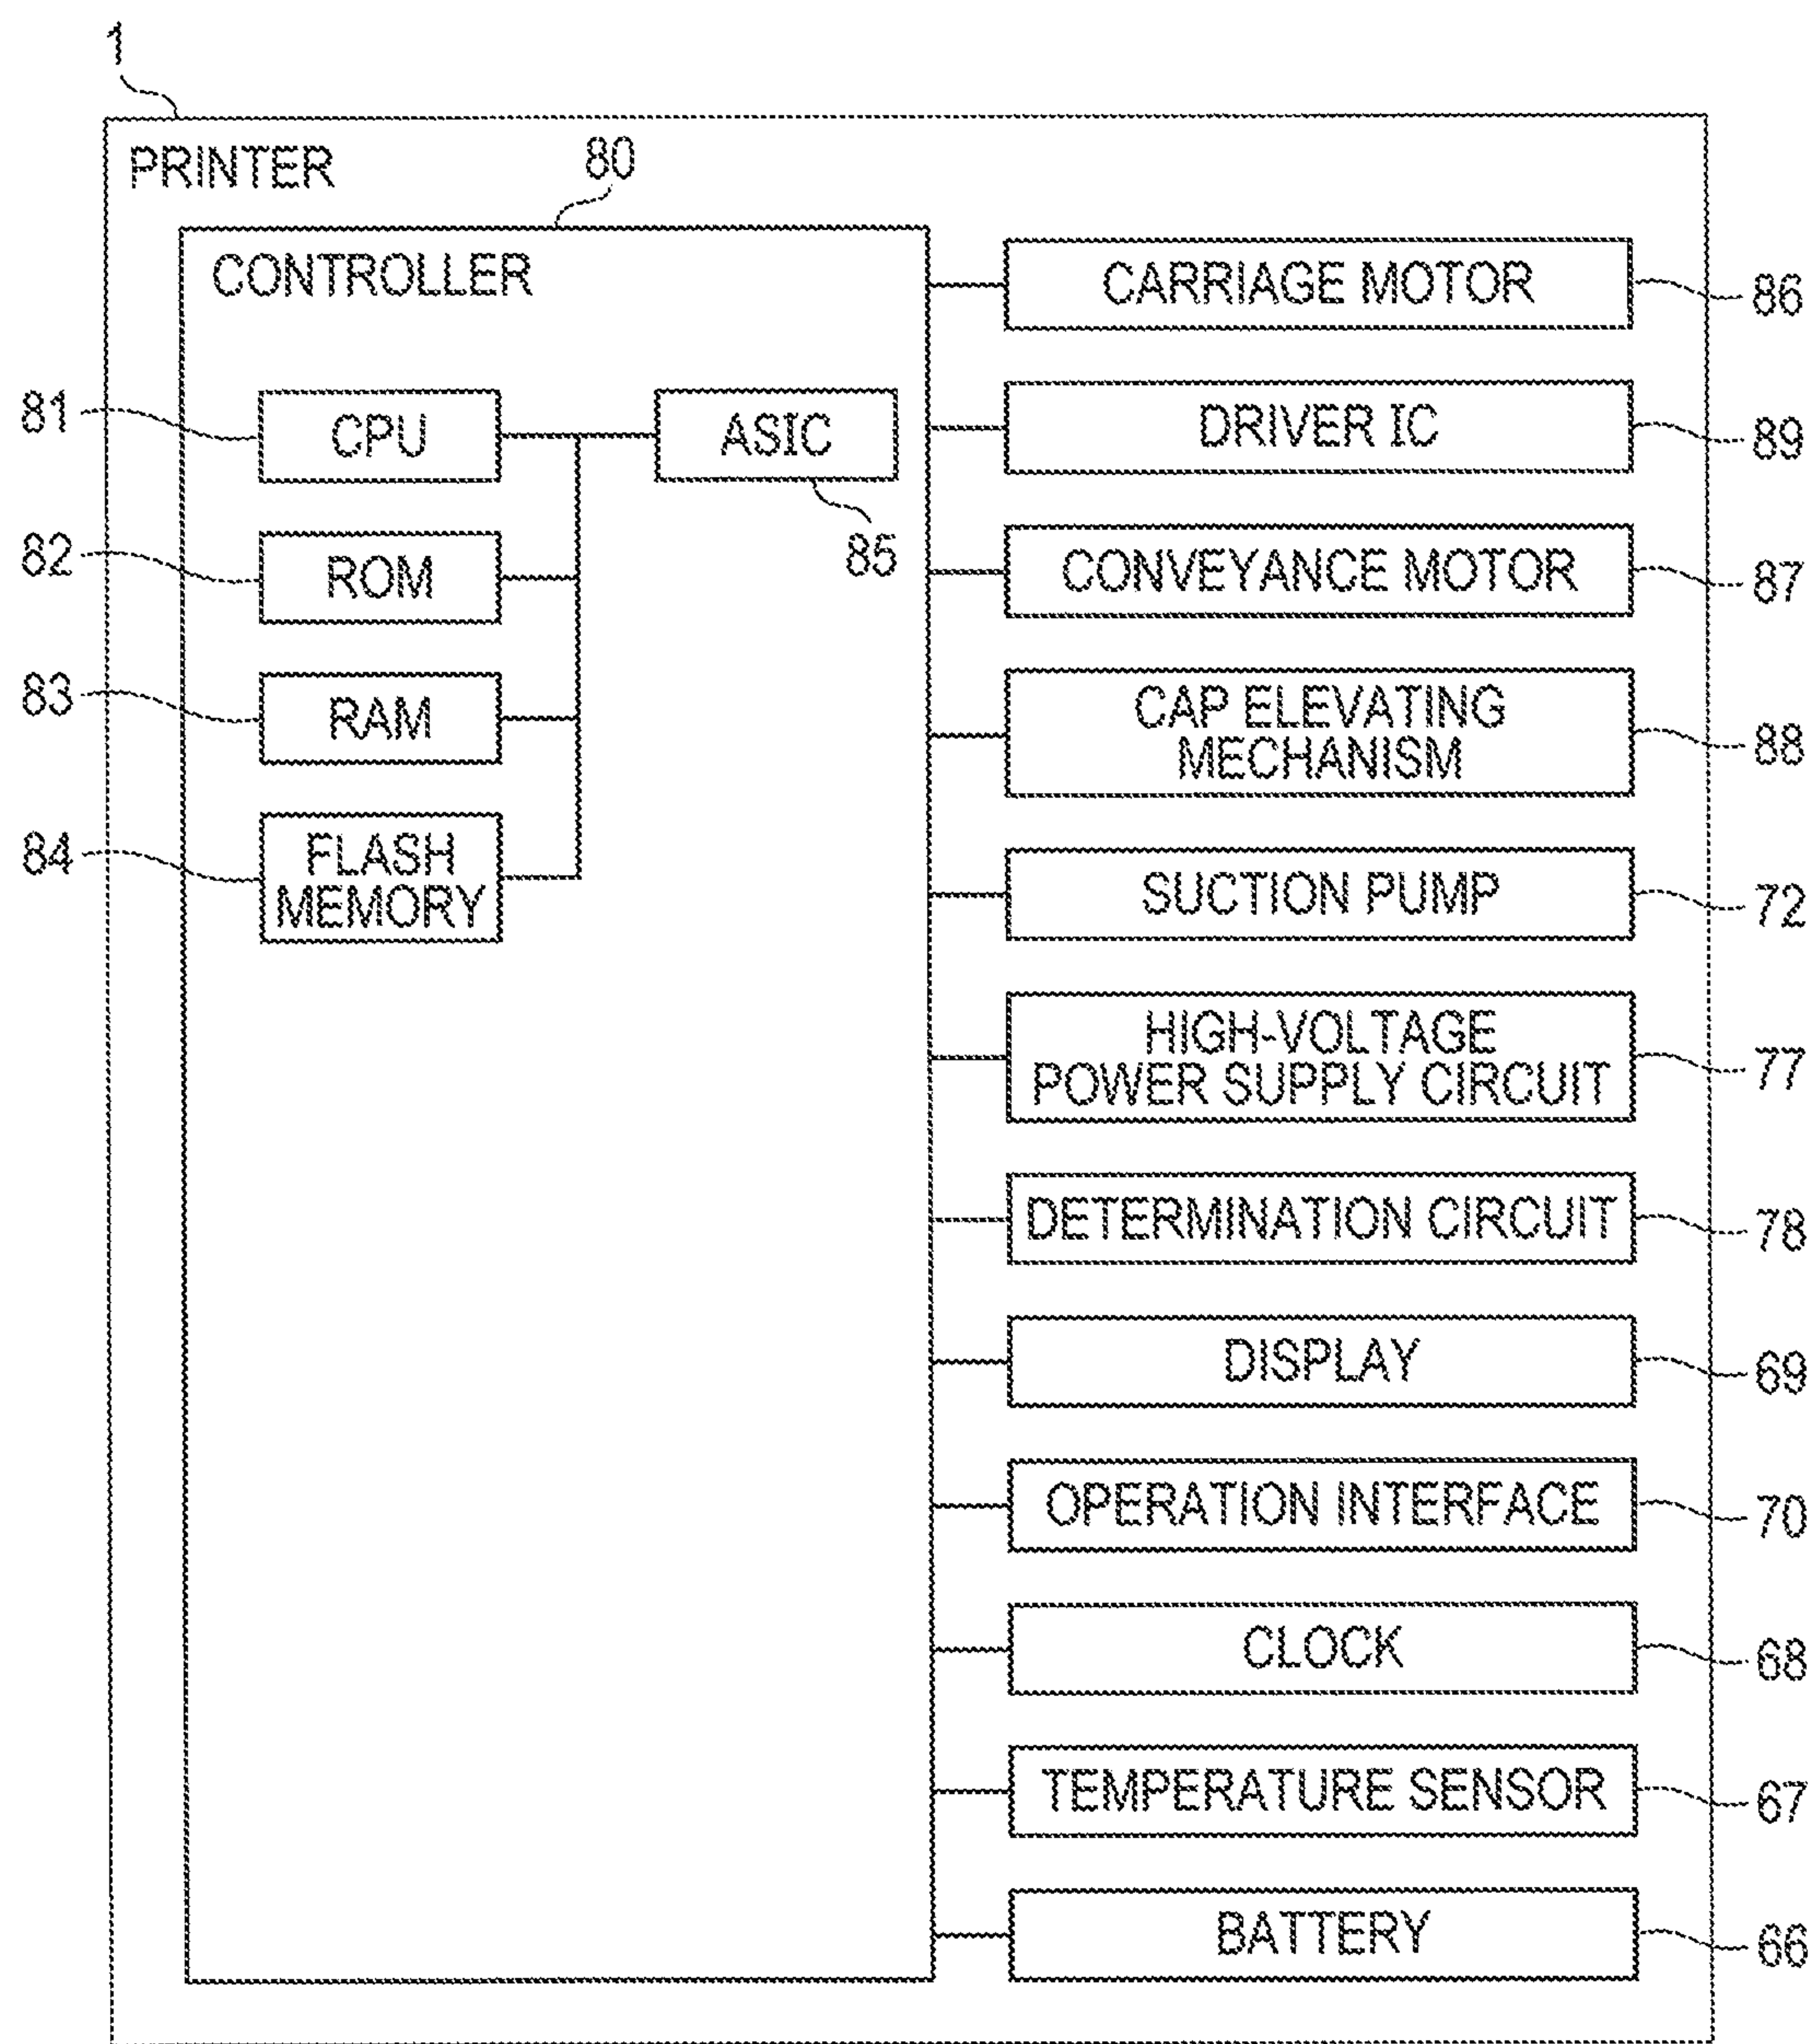 1
PRINTER
80
CONTROLLER
81
CPU
ASIC
85
82
ROM
83
RAM
84
FLASH
MEMORY
CARRIAGE MOTOR
86
DRIVER IC
89
CONVEYANCE MOTOR
87
CAP ELEVATING
MECHANISM
88
SUCTION PUMP
72
HIGH-VOLTAGE
POWER SUPPLY CIRCUIT
77
DETERMINATION CIRCUIT
78
DISPLAY
69
OPERATION INTERFACE
70
CLOCK
68
TEMPERATURE SENSOR
67
BATTERY
66